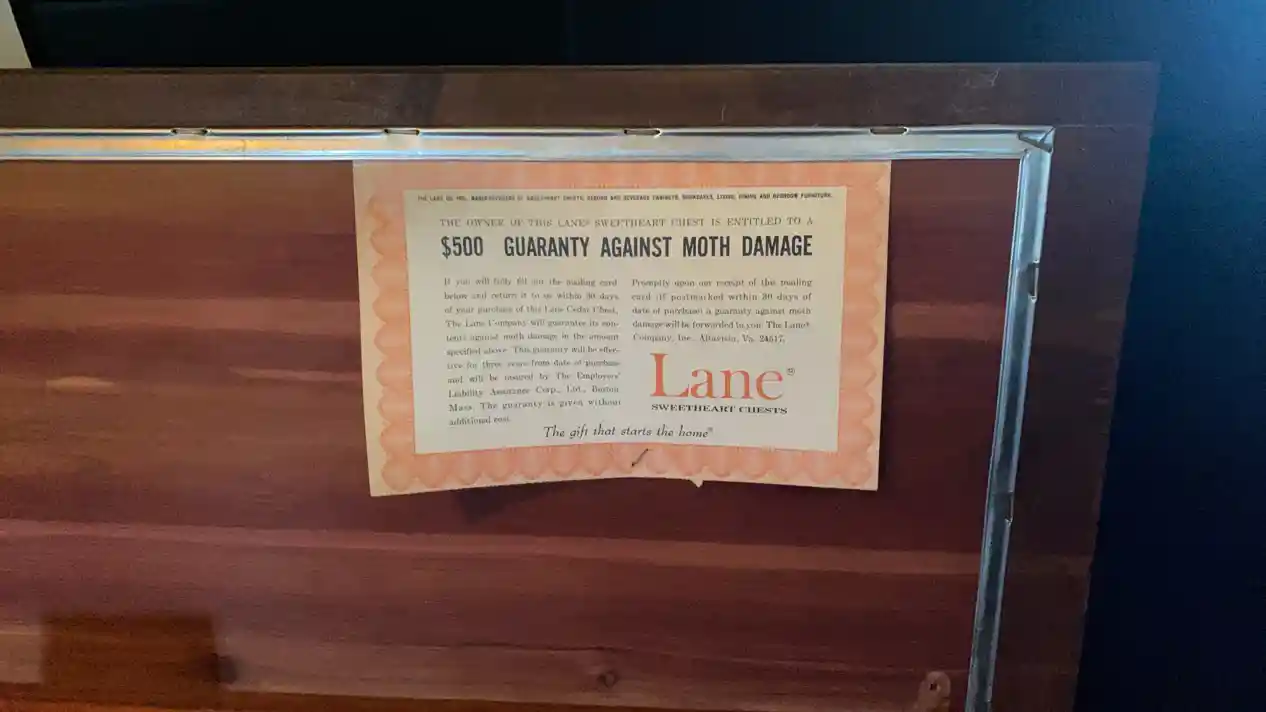 THE LANE CO. INC., MANUFACTURERS OF SWEETHEART CHESTS, RECORD AND BEVERAGE CABINETS, ROOMAGES, LIVING, DINING AND BEDROOM FURNITURE.
THE OWNER OF THIS LANE® SWEETHEART CHEST IS ENTITLED TO A
$500 GUARANTY AGAINST MOTH DAMAGE
If you will fully fill out the mailing card
below and return it to us within 30 days
of your purchase of this Lane Cedar Chest,
The Lane Company will guarantee its con-
tents against moth damage in the amount
specified above. This guaranty will be effec-
tive for three years from date of purchase
and will be insured by The Employers'
Liability Assurance Corp., Ltd., Boston
Mass. The guaranty is given without
additional cost.
Promptly upon our receipt of the mailing
card (if postmarked within 30 days of
date of purchase) a guaranty against moth
damage will be forwarded to you. The Lane®
Company, Inc., Altavista, Va. 24517.
Lane®
SWEETHEART CHESTS
The gift that starts the home®